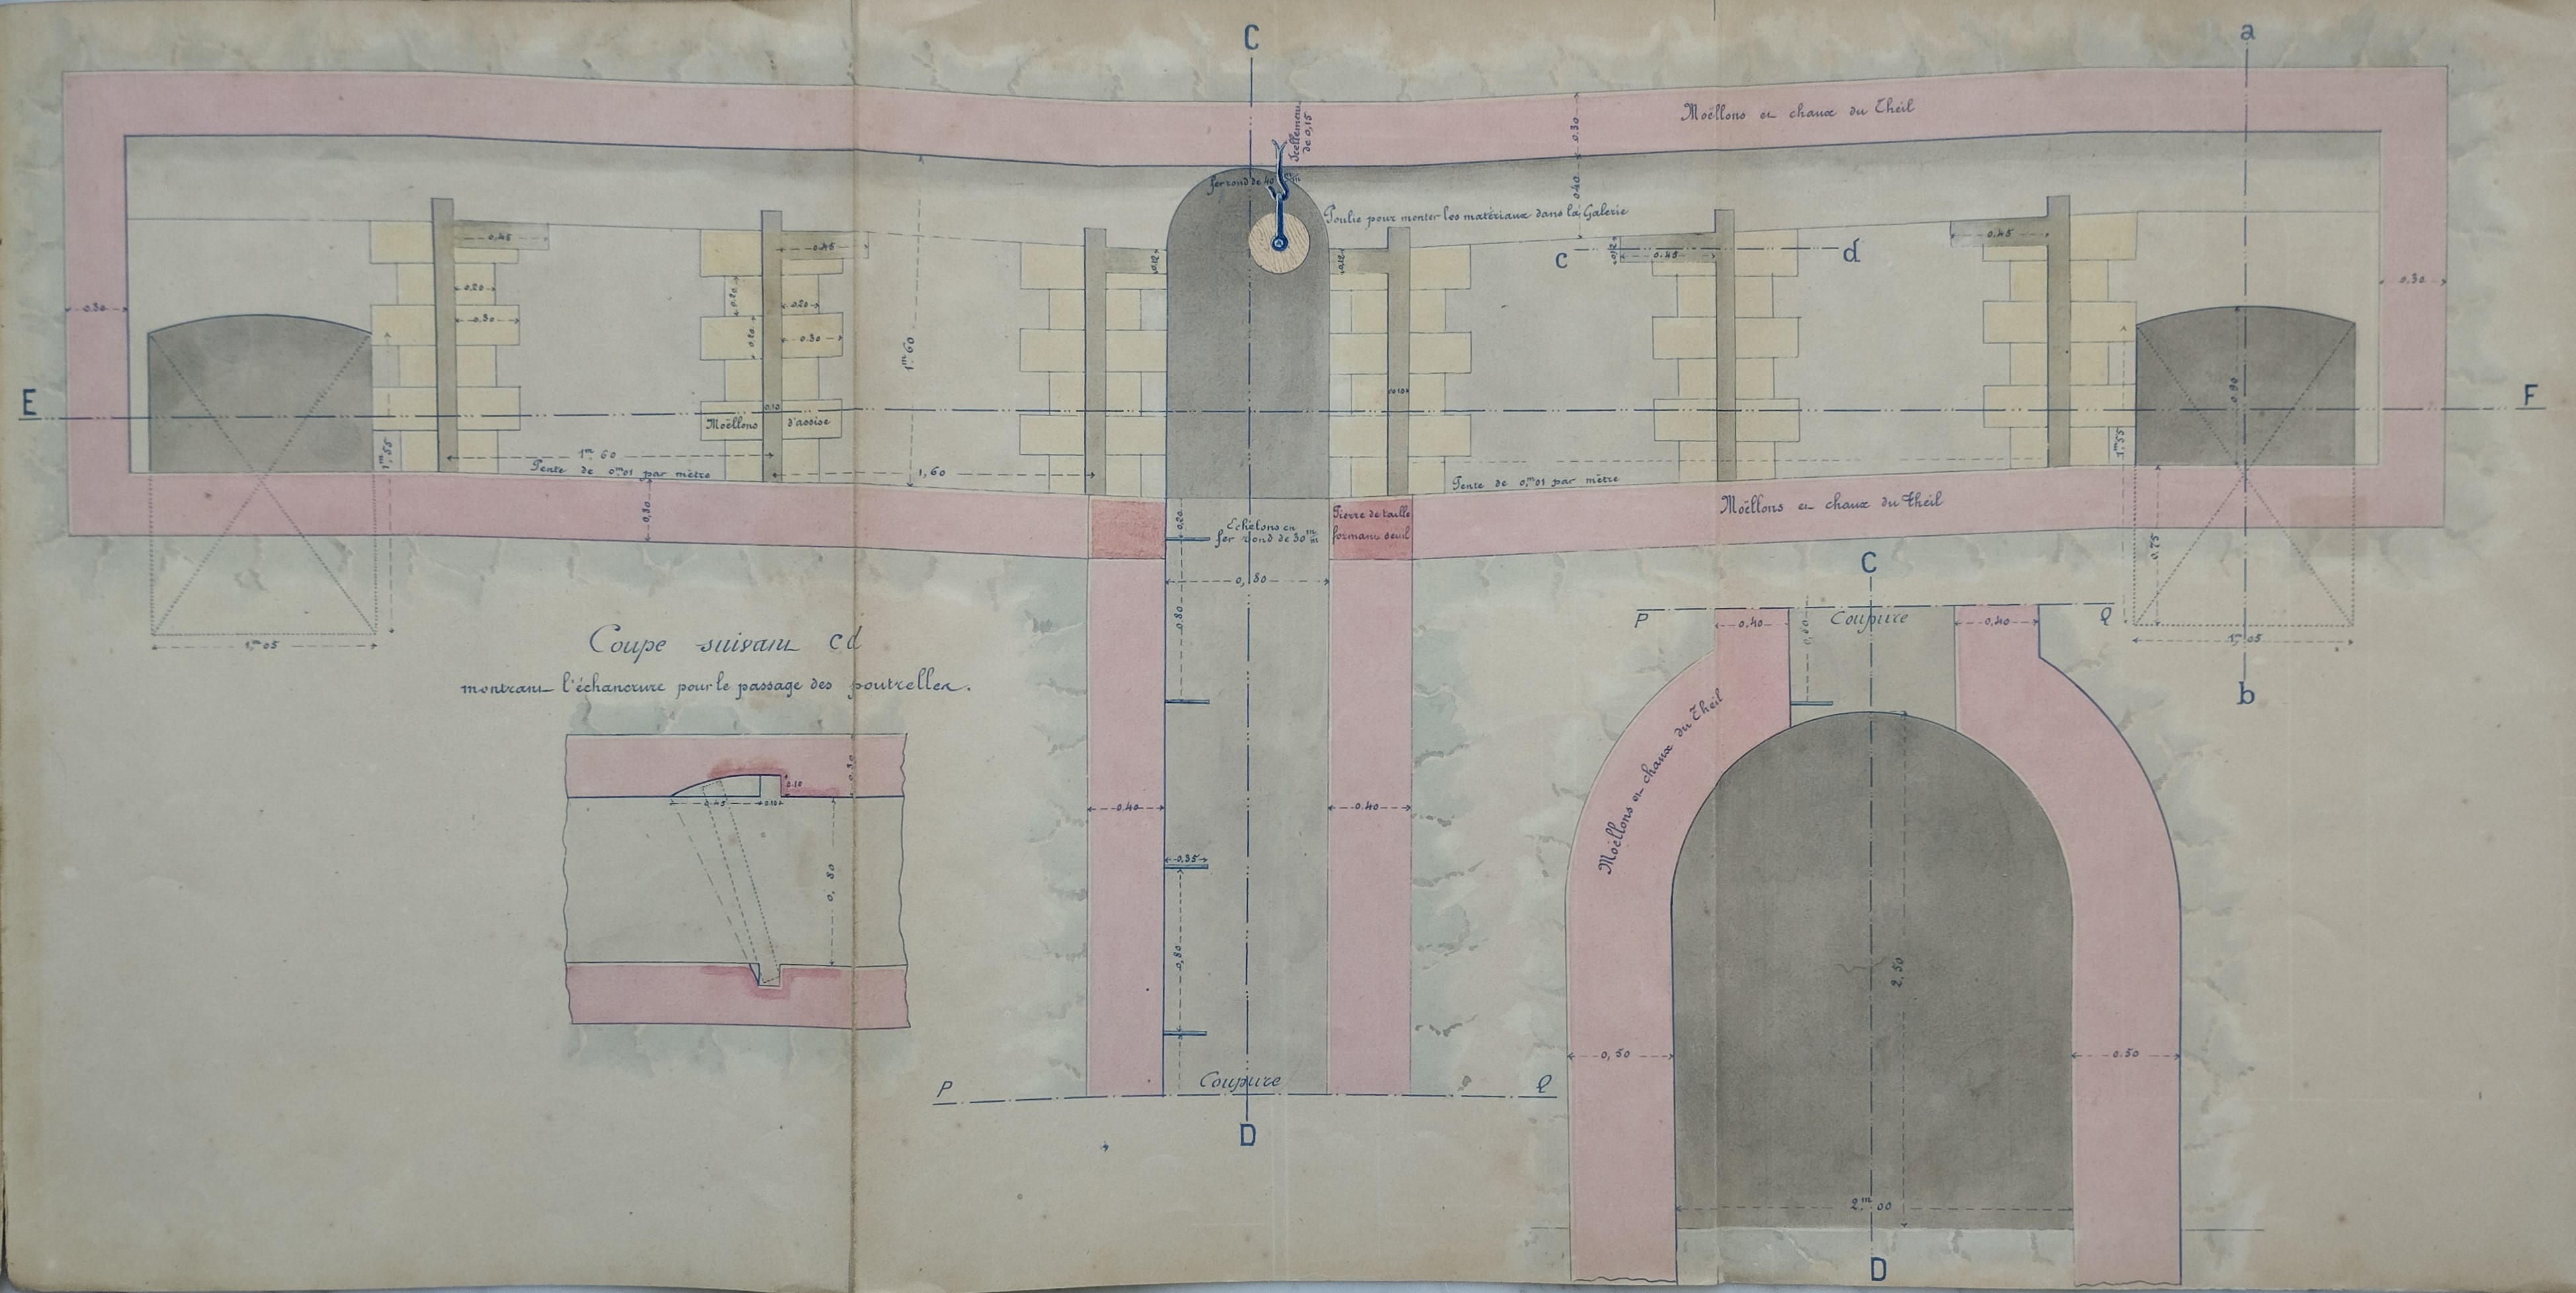 C
a
Moëllons et chaux du Theil
Scellement
de 0,15
0.30
fer rond de 40 m/m
0.40
Poulie pour monter les matériaux dans la Galerie
0.45
0.45
0.12
0.12
c
0.12
0.45
d
0.45
0.30
0.20
0.30
0.20
0.20
0.20
0.30
1m 60
0.30
E
0.10
0.10
0.90
F
Moëllons d'assise
1m 55
1m 60
Pente de 0m01 par mètre
1,60
Pente de 0,m01 par mètre
1m 55
0,30
0,20
Echelons en
fer rond de 30 m/m
Pierre de taille
formant seuil
Moëllons et chaux du Theil
0.75
0,80
0,80
1m 05
1m 05
b
Coupe suivant cd
montrant l'échancrure pour le passage des poutrelles.
0.30
0.10
0.45
0.10
0,80
0.40
0.40
0.35
0,80
P
Coupure
Q
D
C
P
0.40
Coupure
0.40
Q
Moëllons et chaux du Theil
2.50
0,50
0.50
2m 00
D